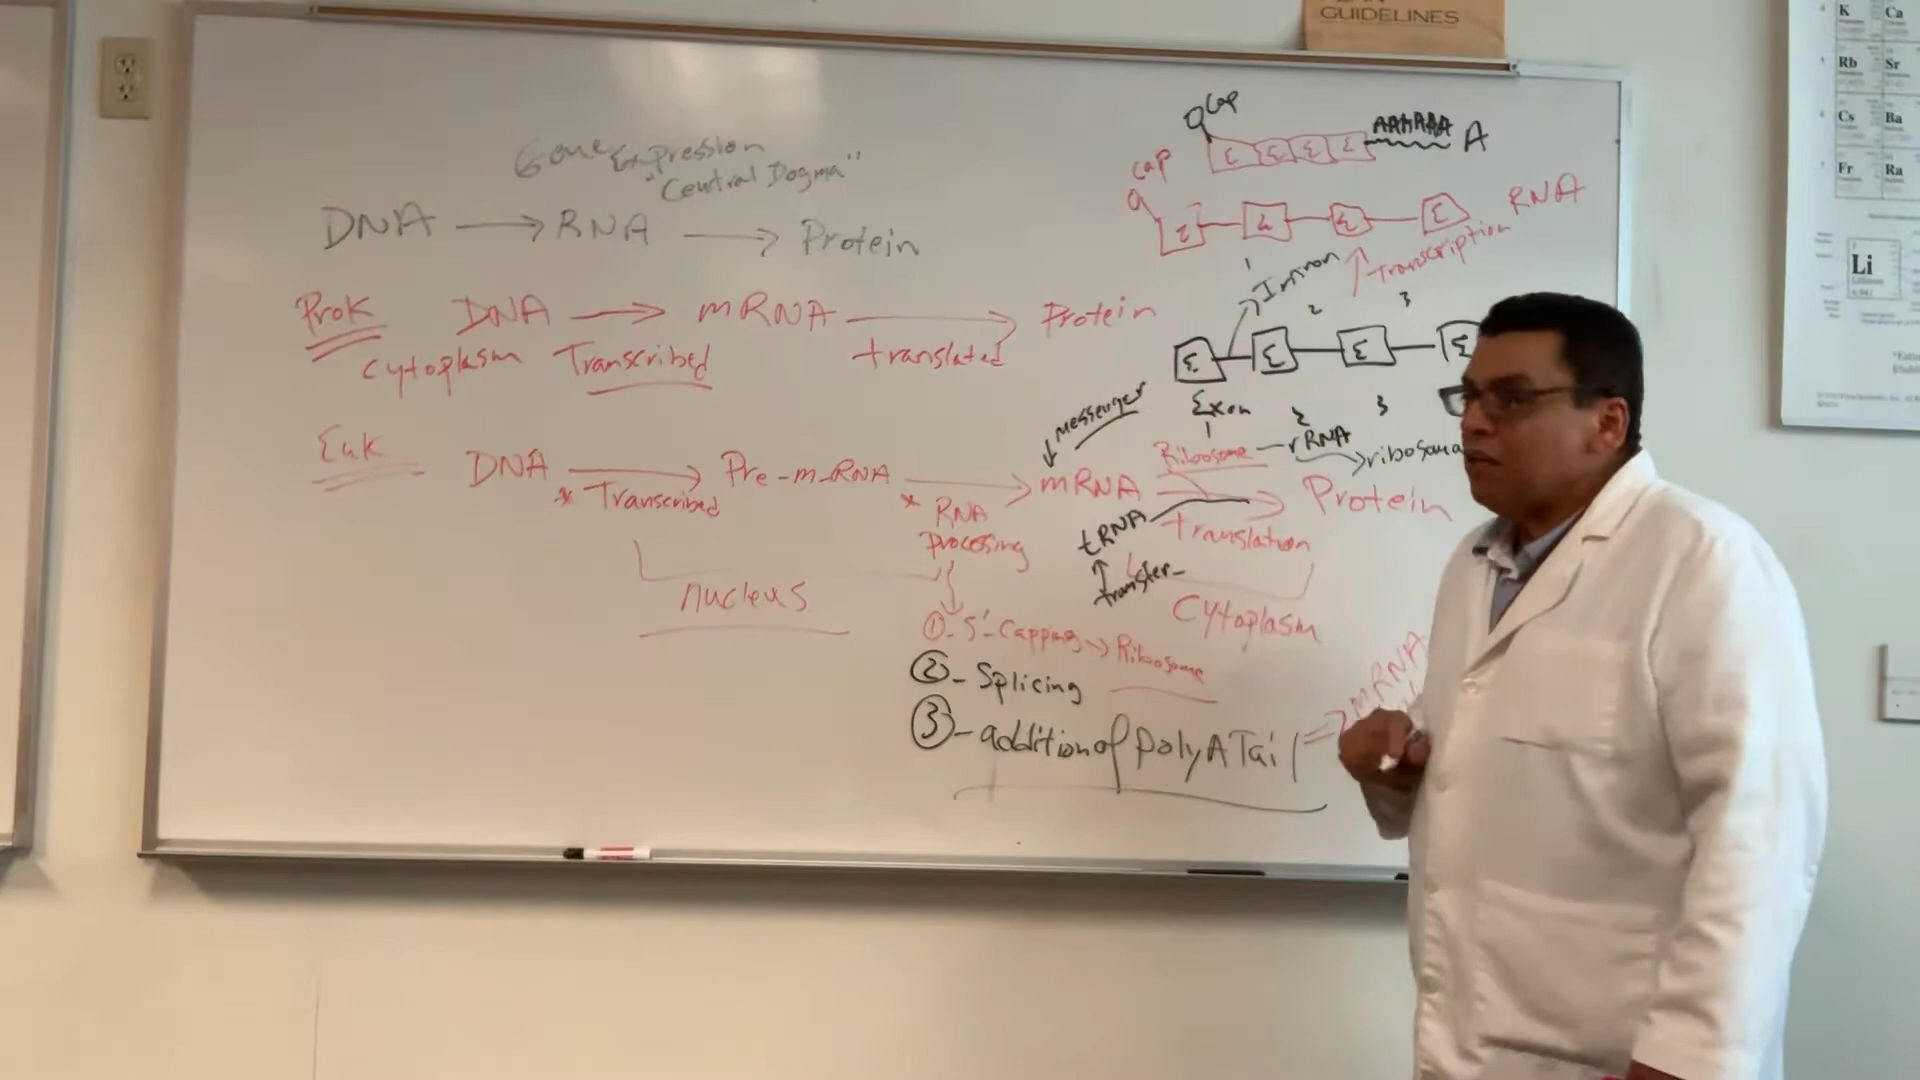 GUIDELINES
Gene Expression
"Central Dogma"
DNA → RNA → Protein
Prok DNA → mRNA → Protein
Cytoplasm Transcribed translated
Euk DNA → Pre-mRNA → mRNA → Protein
* Transcribed * RNA Procesing
nucleus
messenger
Ribosome rRNA → ribosoma
tRNA translation
transfer-
Cytoplasm
①- 5'-Capping → Ribosome
②- Splicing
③- addition of poly A Tail ⇒ mRNA
Cap AAAAAAA A
Cap
Σ Σ Σ Σ
Σ Σ Σ Σ RNA
Intron Transcription
1 2 3
Σ Σ Σ Σ
Exon
1 2 3
K Ca
Rb Sr
Cs Ba
Fr Ra
Li